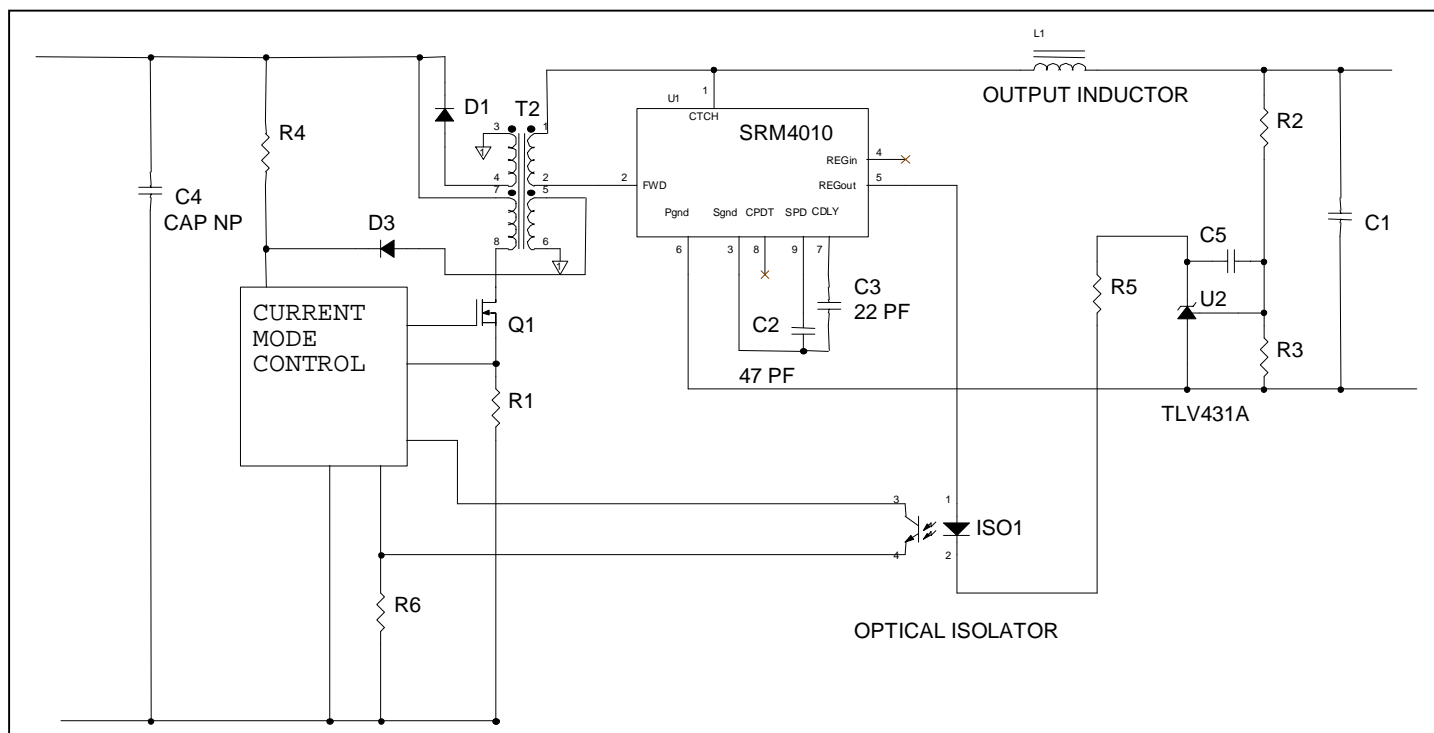 L1
OUTPUT INDUCTOR
D1
T2
3
1
4
2
7
5
8
6
1
1
R4
C4
CAP NP
D3
U1
1
CTCH
SRM4010
REGin
4
REGout
5
2
FWD
Pgnd
Sgnd
CPDT
SPD
CDLY
6
3
8
9
7
C3
22 PF
C2
47 PF
R2
C1
C5
U2
R5
R3
TLV431A
CURRENT
MODE
CONTROL
Q1
R1
3
1
ISO1
4
2
R6
OPTICAL ISOLATOR